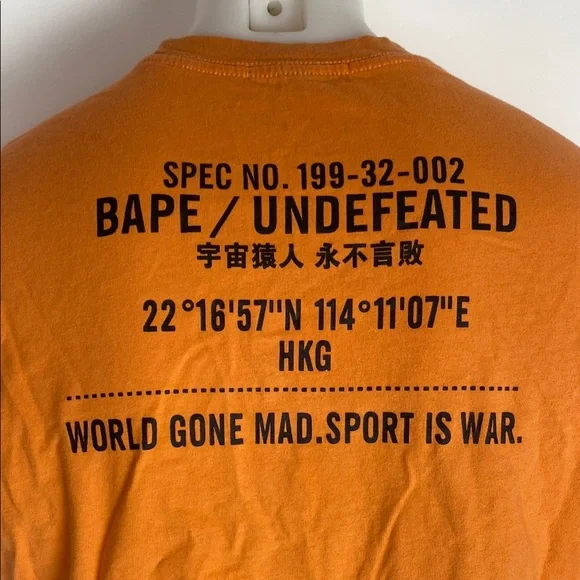 SPEC NO. 199-32-002
BAPE / UNDEFEATED
宇宙猿人 永不言敗
22°16'57"N 114°11'07"E
HKG
WORLD GONE MAD.SPORT IS WAR.